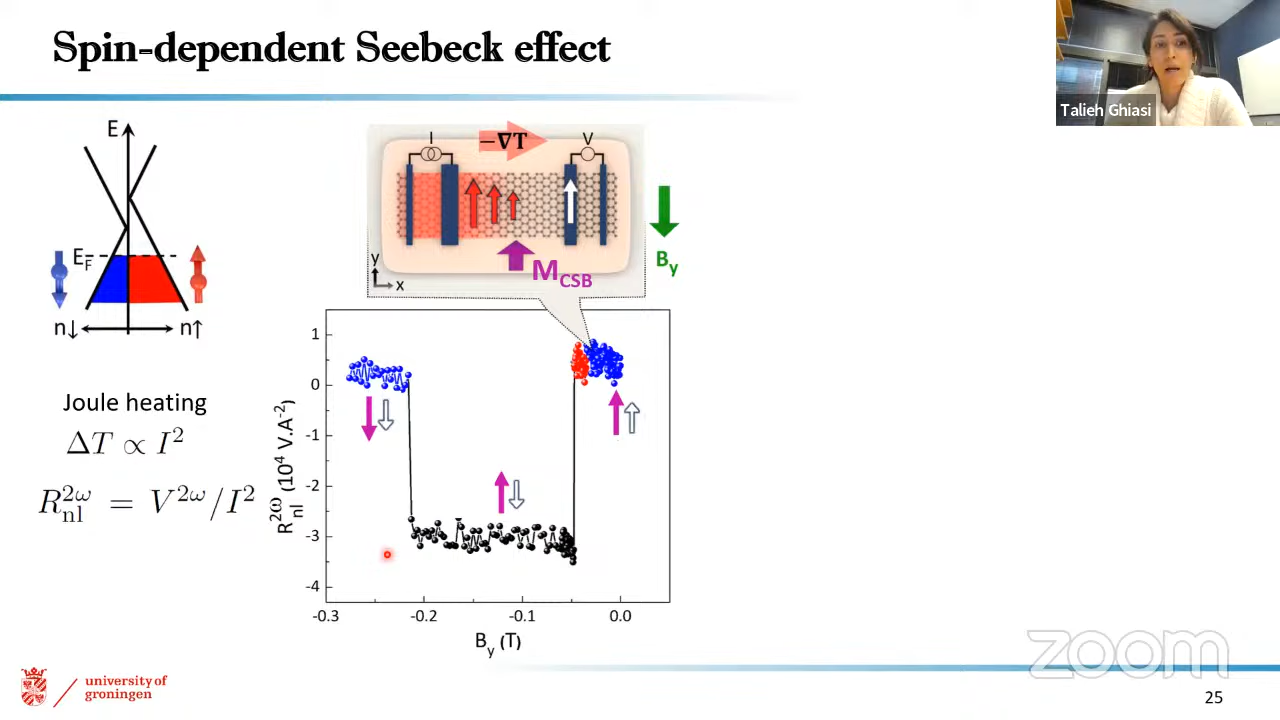 Spin-dependent Seebeck effect
Talieh Ghiasi
E
E_F
n↓
n↑
Joule heating
ΔT ∝ I²
R_nl^2ω = V^2ω/I²
I
−∇T
V
y
x
M_CSB
B_y
R_nl^2ω (10⁴ V.A⁻²)
1
0
-1
-2
-3
-4
-0.3
-0.2
-0.1
0.0
B_y (T)
zoom
university of
groningen
25